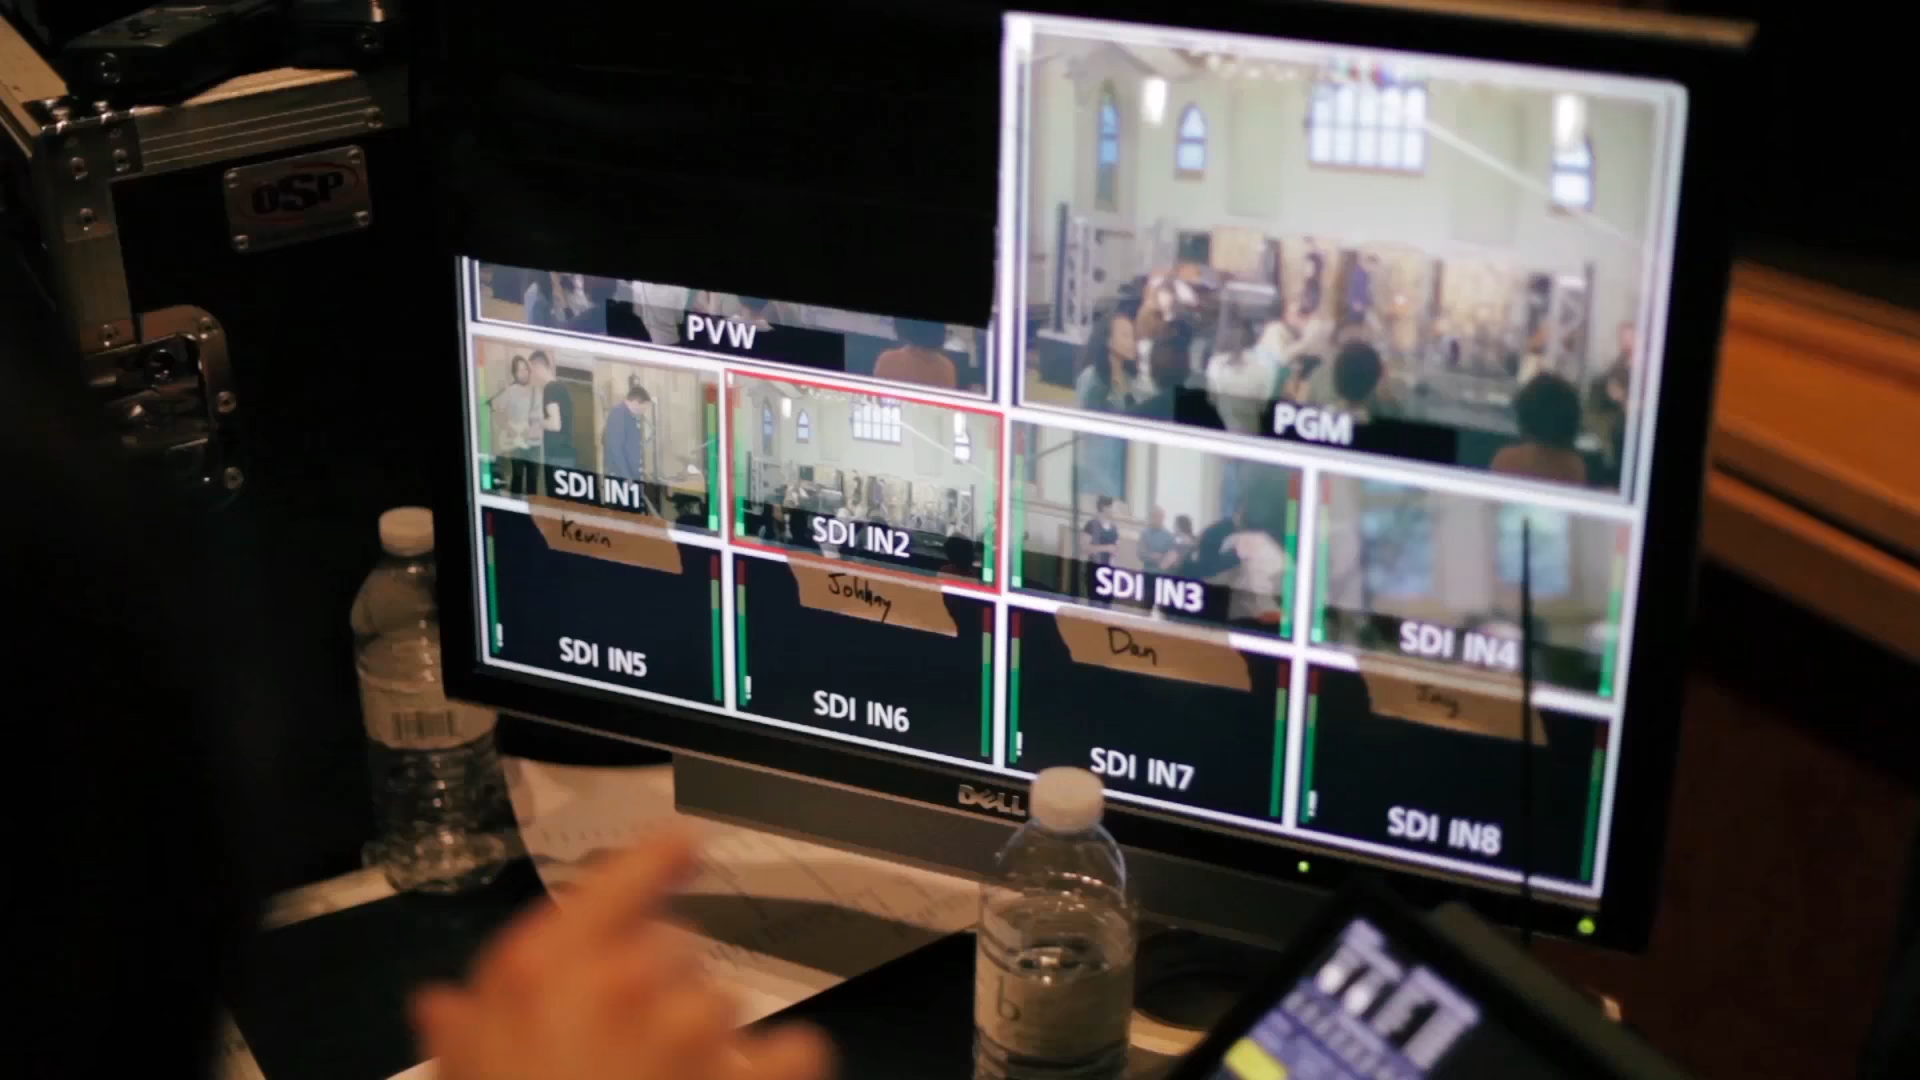 OSP
PVW
PGM
SDI IN1
SDI IN2
SDI IN3
SDI IN4
Kevin
Johnny
Dan
Jay
SDI IN5
SDI IN6
SDI IN7
SDI IN8
DELL
b